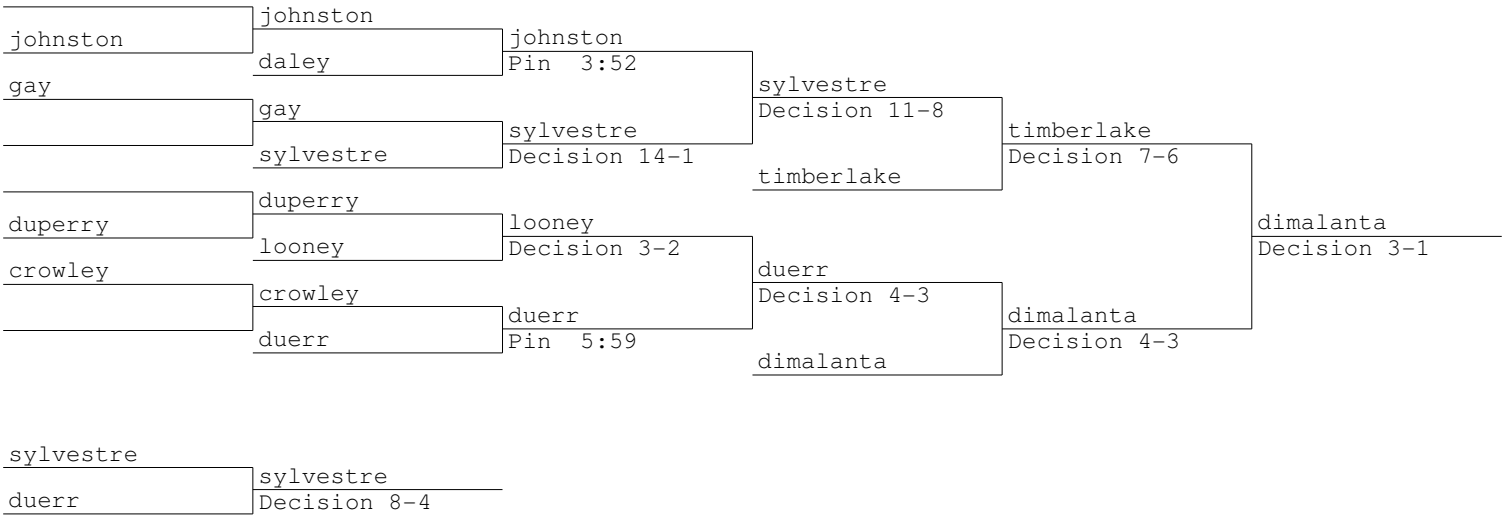 johnston
gay
duperry
crowley
johnston
daley
gay
sylvestre
duperry
looney
crowley
duerr
johnston
Pin  3:52
sylvestre
Decision 14-1
looney
Decision 3-2
duerr
Pin  5:59
sylvestre
Decision 11-8
timberlake
duerr
Decision 4-3
dimalanta
timberlake
Decision 7-6
dimalanta
Decision 4-3
dimalanta
Decision 3-1
sylvestre
duerr
sylvestre
Decision 8-4